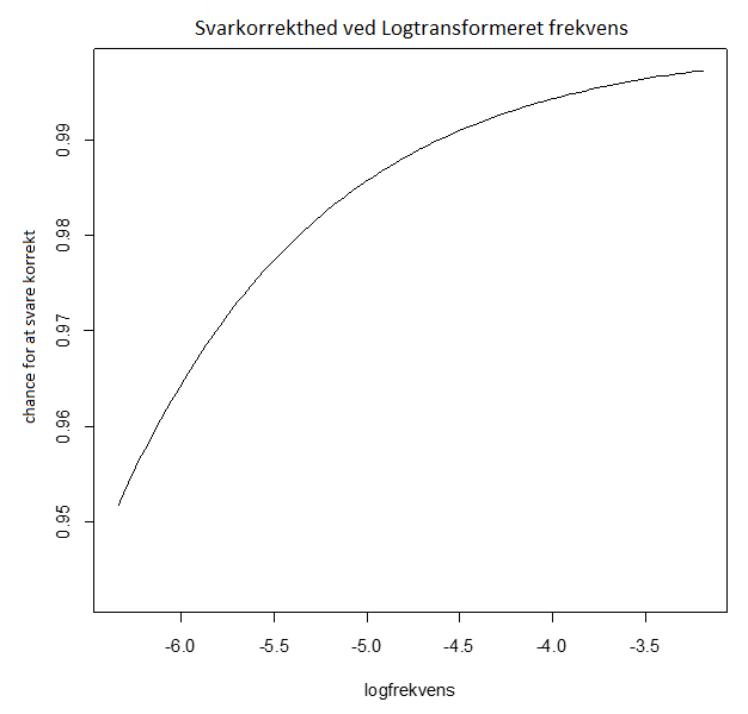 Svarkorrekthed ved Logtransformeret frekvens
0.99
0.98
0.97
0.96
0.95
chance for at svare korrekt
-6.0 -5.5 -5.0 -4.5 -4.0 -3.5
logfrekvens